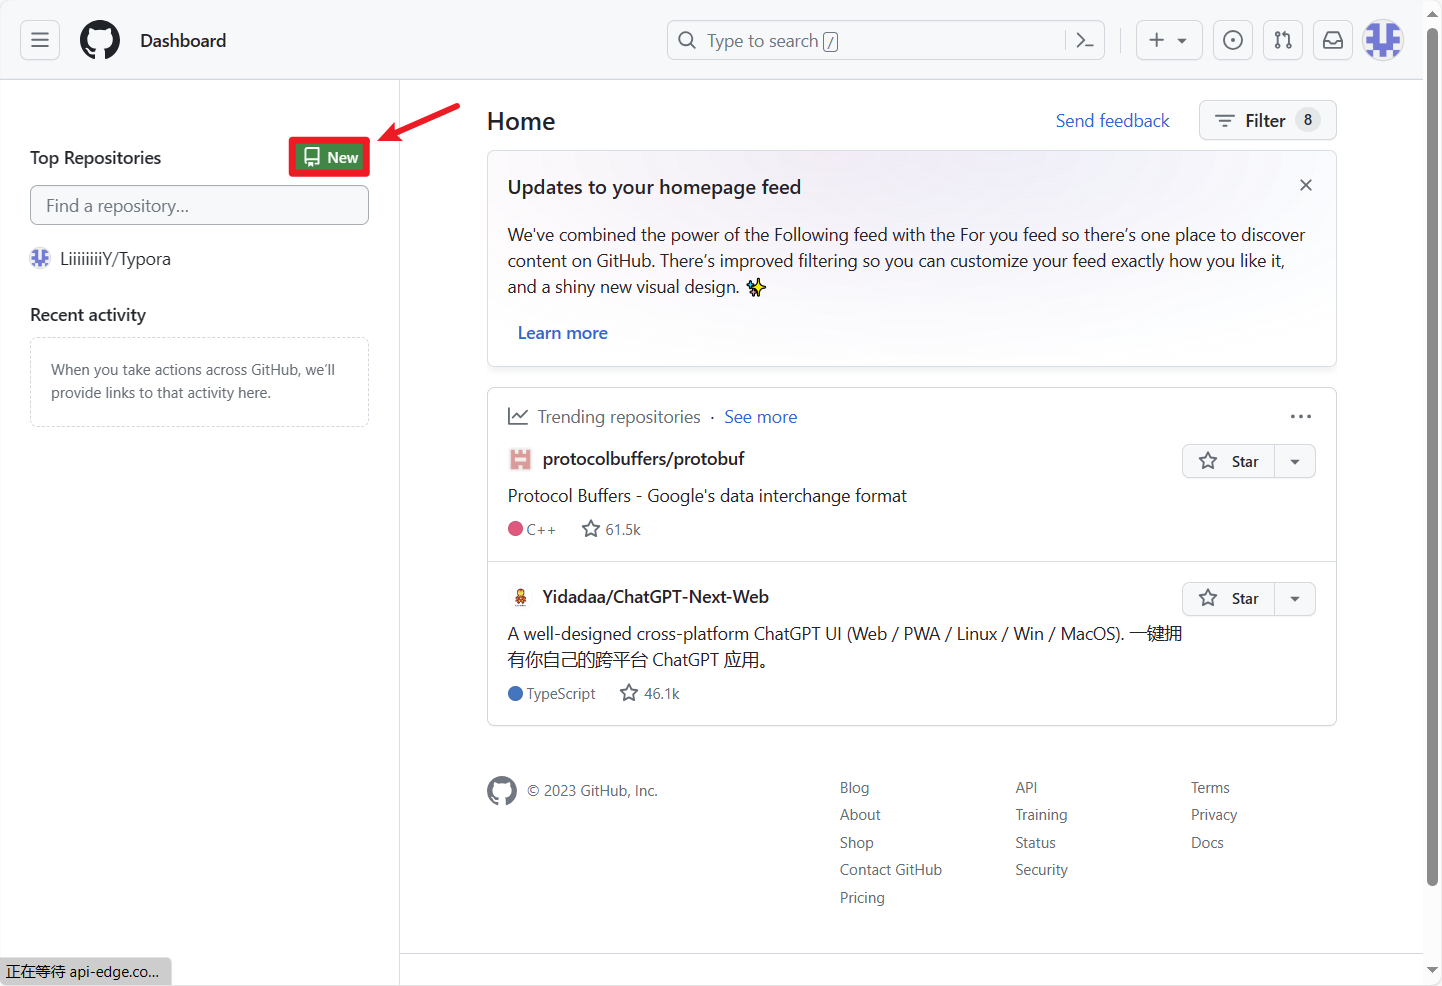 Dashboard
Type to search /
Top Repositories
New
Find a repository...
LiiiiiiiY/Typora
Recent activity
When you take actions across GitHub, we'll
provide links to that activity here.
Home
Send feedback
Filter 8
Updates to your homepage feed
We've combined the power of the Following feed with the For you feed so there's one place to discover
content on GitHub. There's improved filtering so you can customize your feed exactly how you like it,
and a shiny new visual design. ✨
Learn more
Trending repositories · See more
protocolbuffers/protobuf
Star
Protocol Buffers - Google's data interchange format
C++ 61.5k
Yidadaa/ChatGPT-Next-Web
Star
A well-designed cross-platform ChatGPT UI (Web / PWA / Linux / Win / MacOS). 一键拥
有你自己的跨平台 ChatGPT 应用。
TypeScript 46.1k
© 2023 GitHub, Inc.
Blog
About
Shop
Contact GitHub
Pricing
API
Training
Status
Security
Terms
Privacy
Docs
正在等待 api-edge.co...